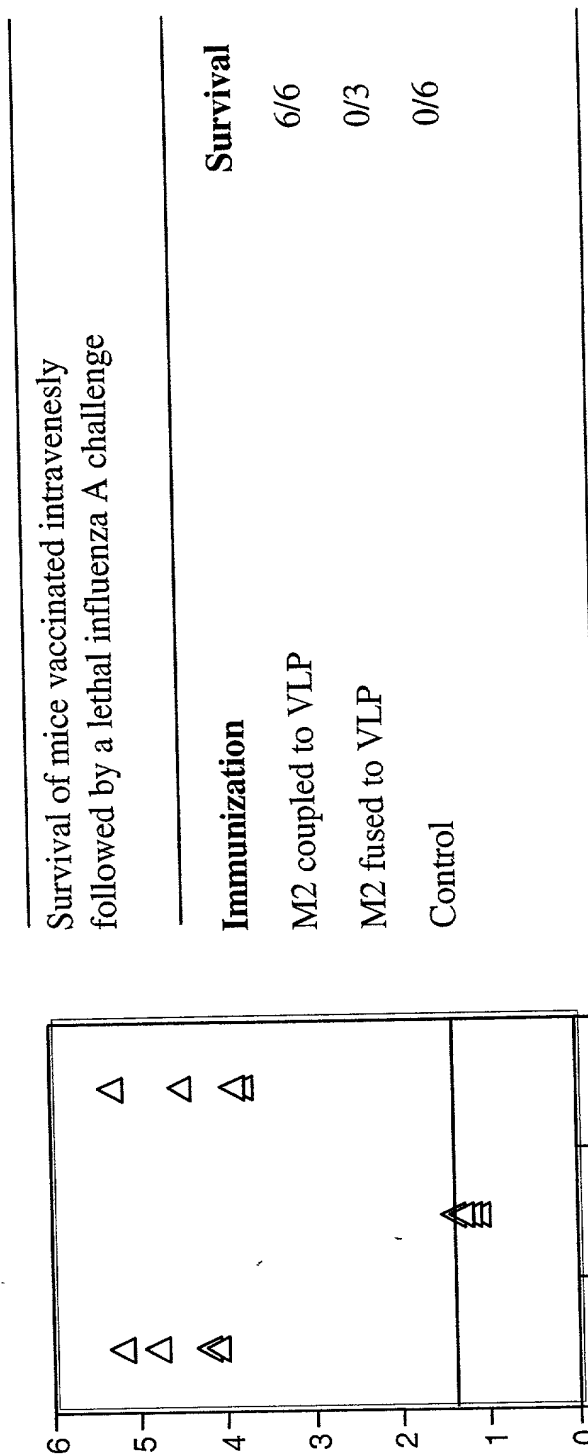 Survival of mice vaccinated intravenesly
followed by a lethal influenza A challenge
Immunization Survival
M2 coupled to VLP 6/6
M2 fused to VLP 0/3
Control 0/6
6
5
4
3
2
1
0